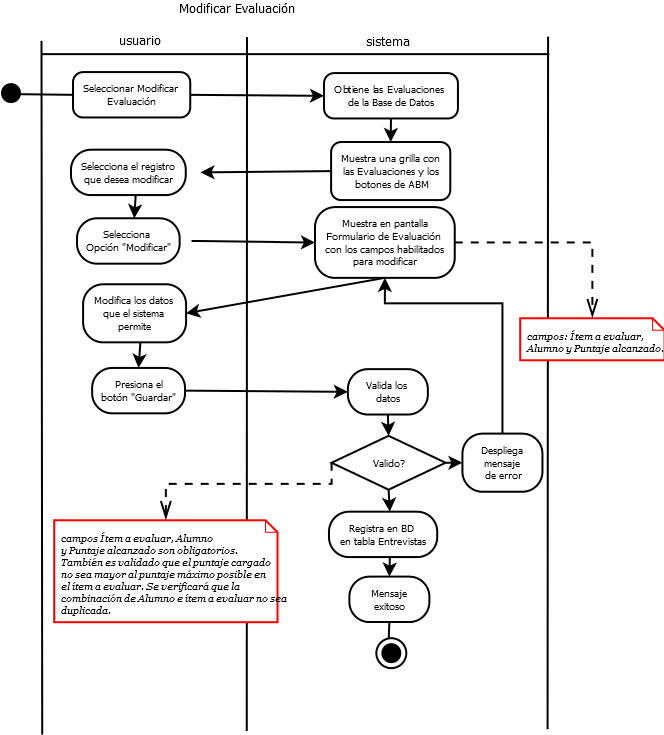 Modificar Evaluación
usuario
sistema
Seleccionar Modificar
Evaluación
Obtiene las Evaluaciones
de la Base de Datos
Muestra una grilla con
las Evaluaciones y los
botones de ABM
Selecciona el registro
que desea modificar
Selecciona
Opción "Modificar"
Muestra en pantalla
Formulario de Evaluación
con los campos habilitados
para modificar
Modifica los datos
que el sistema
permite
campos: Ítem a evaluar,
Alumno y Puntaje alcanzado.
Presiona el
botón "Guardar"
Valida los
datos
Valido?
Despliega
mensaje
de error
campos Ítem a evaluar, Alumno
y Puntaje alcanzado son obligatorios.
También es validado que el puntaje cargado
no sea mayor al puntaje máximo posible en
el ítem a evaluar. Se verificará que la
combinación de Alumno e ítem a evaluar no sea
duplicada.
Registra en BD
en tabla Entrevistas
Mensaje
exitoso